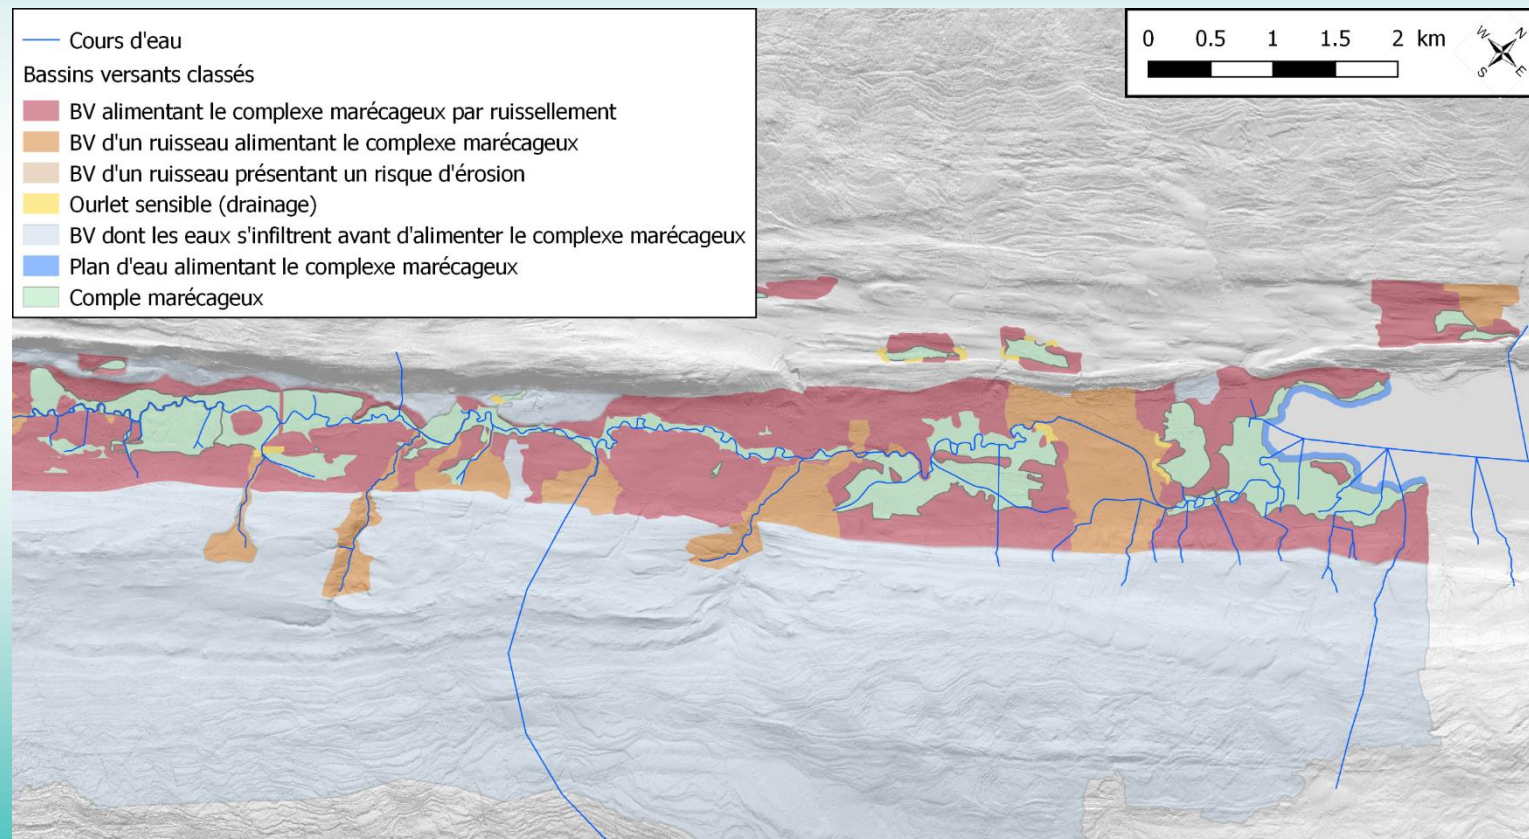 Cours d'eau
Bassins versants classés
BV alimentant le complexe marécageux par ruissellement
BV d'un ruisseau alimentant le complexe marécageux
BV d'un ruisseau présentant un risque d'érosion
Ourlet sensible (drainage)
BV dont les eaux s'infiltrent avant d'alimenter le complexe marécageux
Plan d'eau alimentant le complexe marécageux
Comple marécageux
0 0.5 1 1.5 2 km
W N
S E